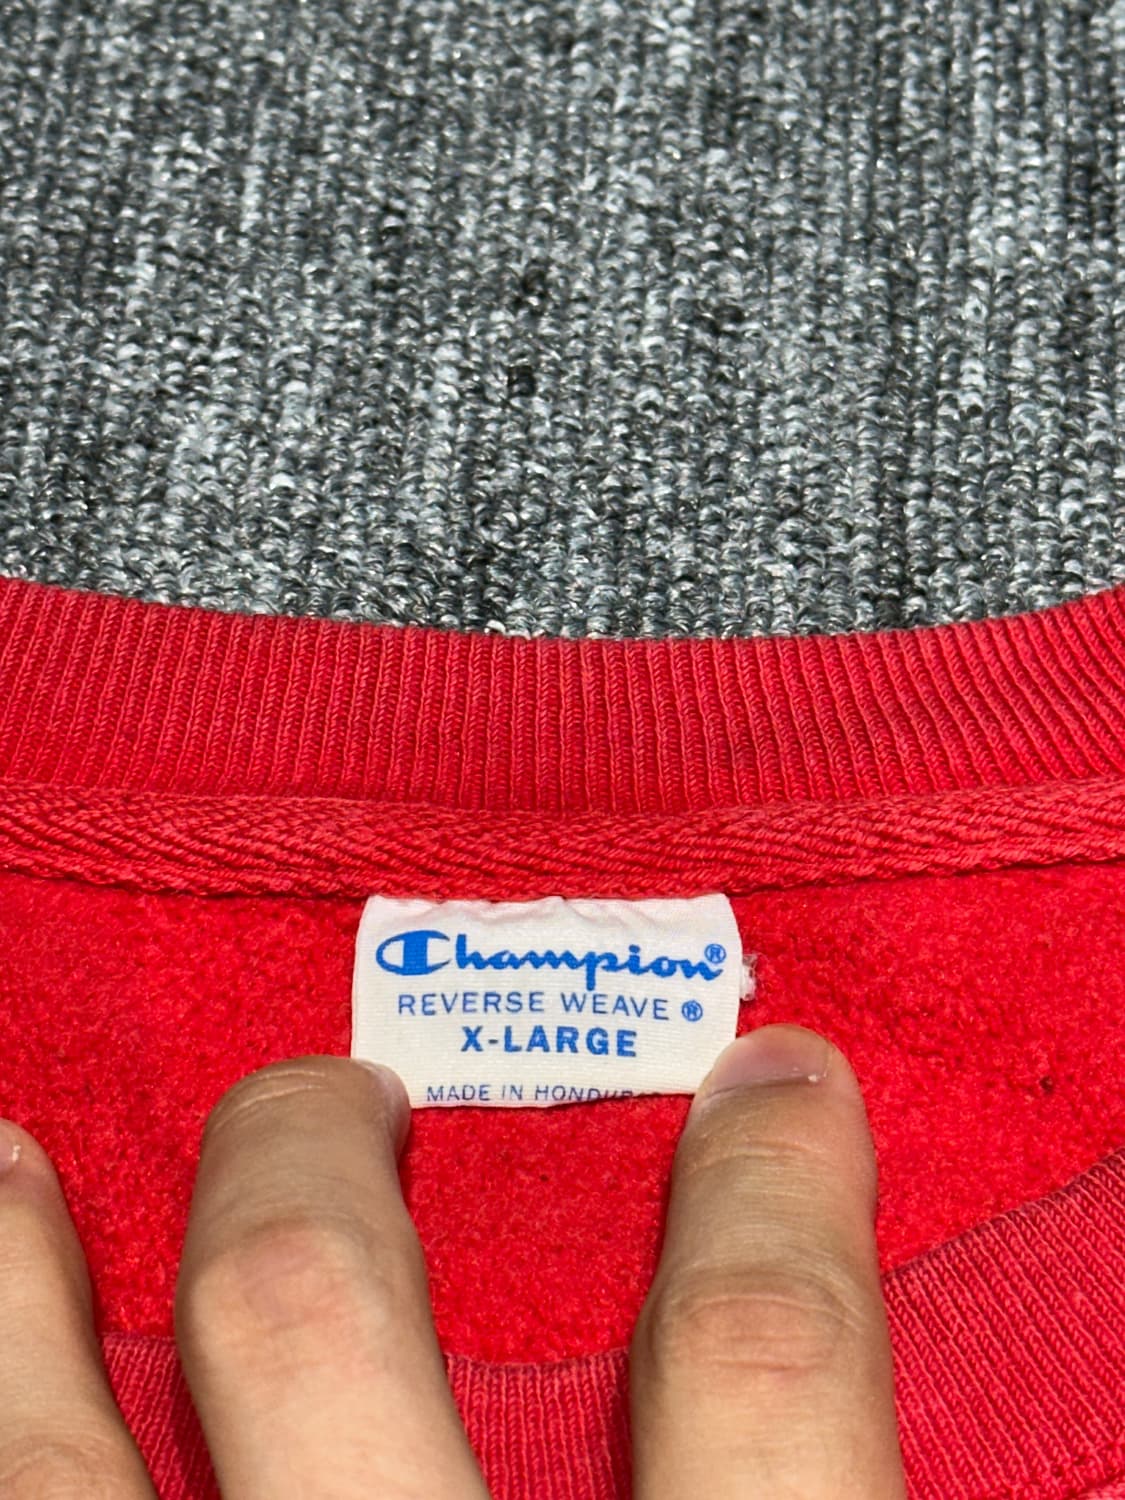 Champion®
REVERSE WEAVE ®
X-LARGE
MADE IN